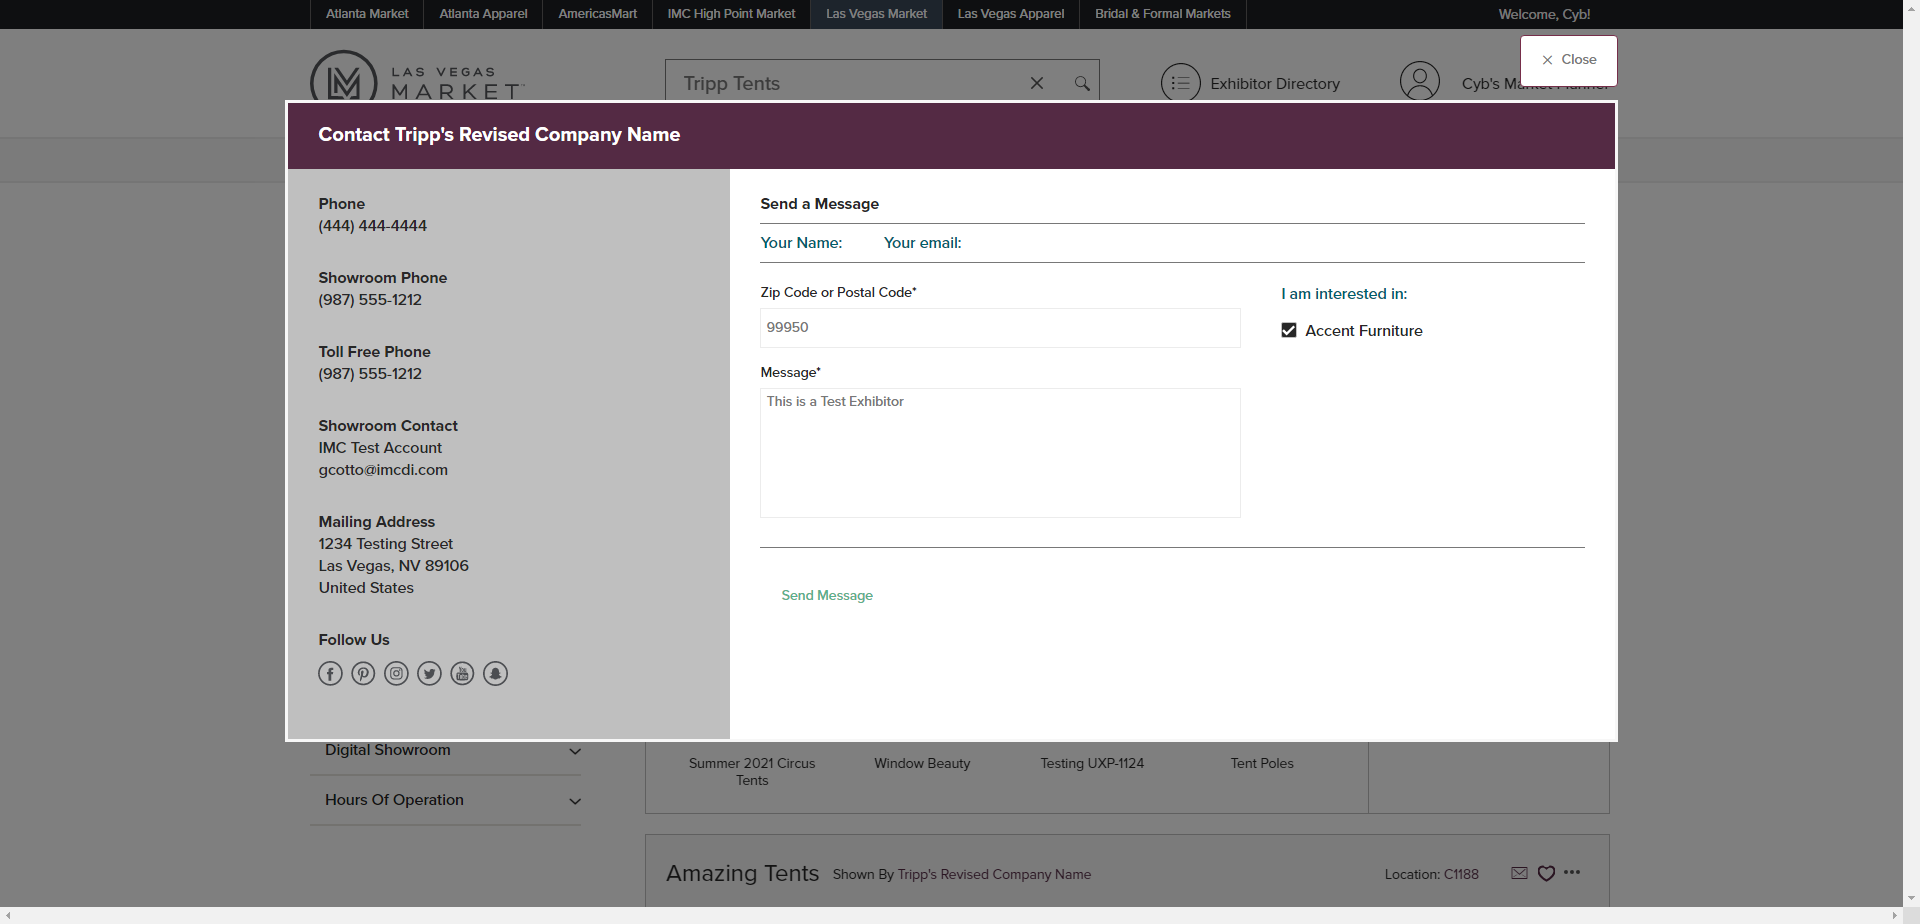 Atlanta Market
Atlanta Apparel
AmericasMart
IMC High Point Market
Las Vegas Market
Las Vegas Apparel
Bridal & Formal Markets
Welcome, Cyb!
LAS VEGAS
MARKET
Tripp Tents
Exhibitor Directory
Cyb's Market Planner
Close
Contact Tripp's Revised Company Name
Phone
(444) 444-4444
Showroom Phone
(987) 555-1212
Toll Free Phone
(987) 555-1212
Showroom Contact
IMC Test Account
gcotto@imcdi.com
Mailing Address
1234 Testing Street
Las Vegas, NV 89106
United States
Follow Us
Send a Message
Your Name: Your email:
Zip Code or Postal Code*
99950
Message*
This is a Test Exhibitor
I am interested in:
Accent Furniture
Send Message
Digital Showroom
Hours Of Operation
Summer 2021 Circus
Tents
Window Beauty
Testing UXP-1124
Tent Poles
Amazing Tents Shown By Tripp's Revised Company Name
Location: C1188